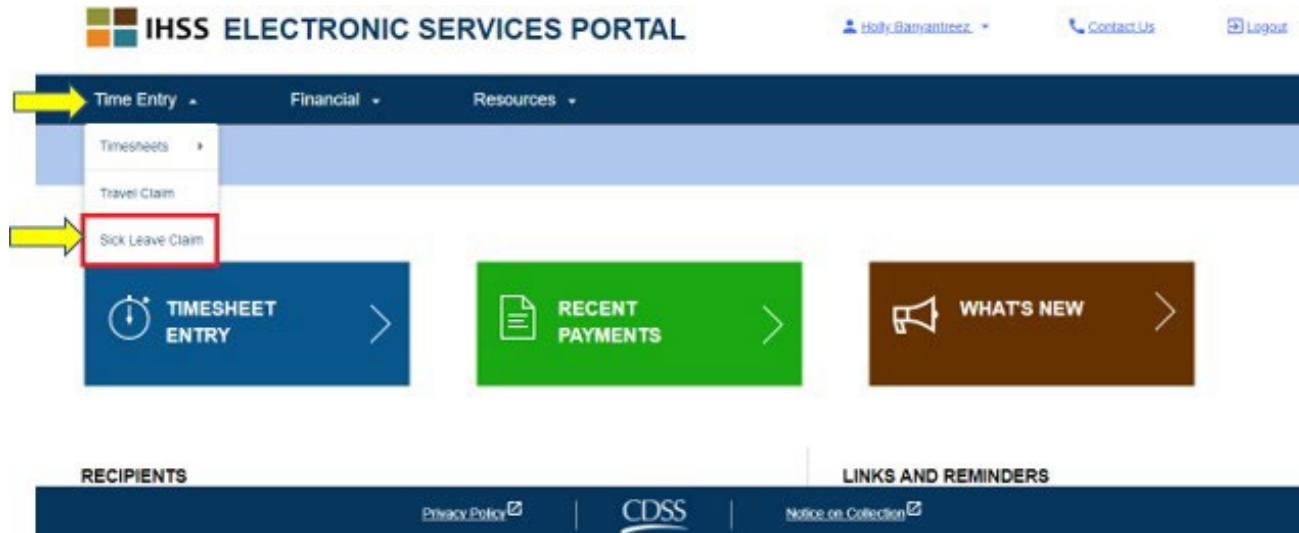 IHSS ELECTRONIC SERVICES PORTAL
Holly Banyantreez
Contact Us
Logout
Time Entry
Financial
Resources
Timesheets
Travel Claim
Sick Leave Claim
TIMESHEET
ENTRY
RECENT
PAYMENTS
WHAT'S NEW
RECIPIENTS
LINKS AND REMINDERS
Privacy Policy
CDSS
Notice on Collection